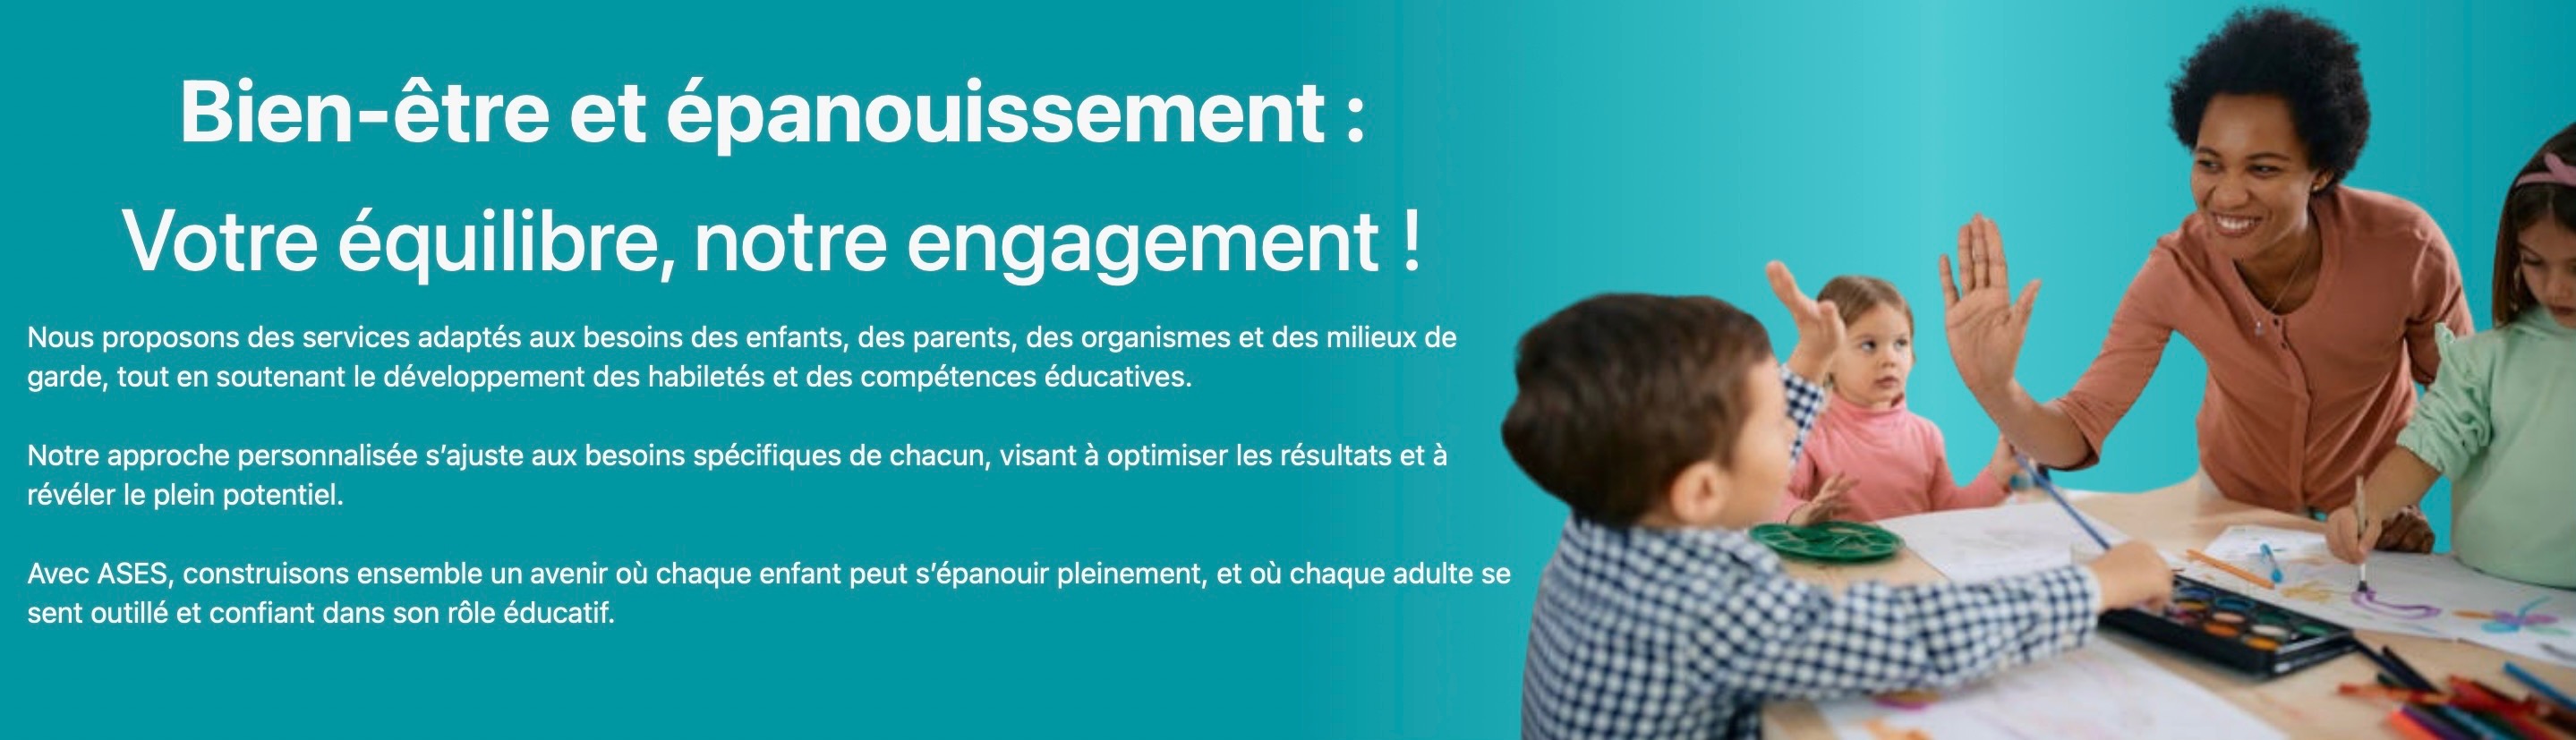 Bien-être et épanouissement :
Votre équilibre, notre engagement !
Nous proposons des services adaptés aux besoins des enfants, des parents, des organismes et des milieux de
garde, tout en soutenant le développement des habiletés et des compétences éducatives.
Notre approche personnalisée s’ajuste aux besoins spécifiques de chacun, visant à optimiser les résultats et à
révéler le plein potentiel.
Avec ASES, construisons ensemble un avenir où chaque enfant peut s’épanouir pleinement, et où chaque adulte se
sent outillé et confiant dans son rôle éducatif.